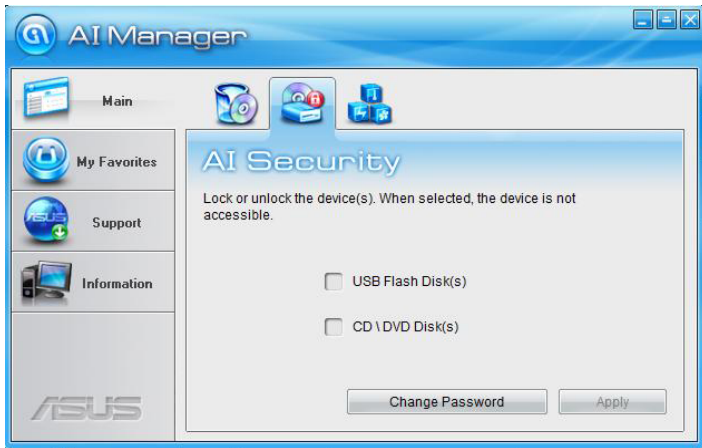 AI Manager
Main
My Favorites
ASUS
Support
Information
ASUS
AI Security
Lock or unlock the device(s). When selected, the device is not
accessible.
USB Flash Disk(s)
CD \ DVD Disk(s)
Change Password
Apply